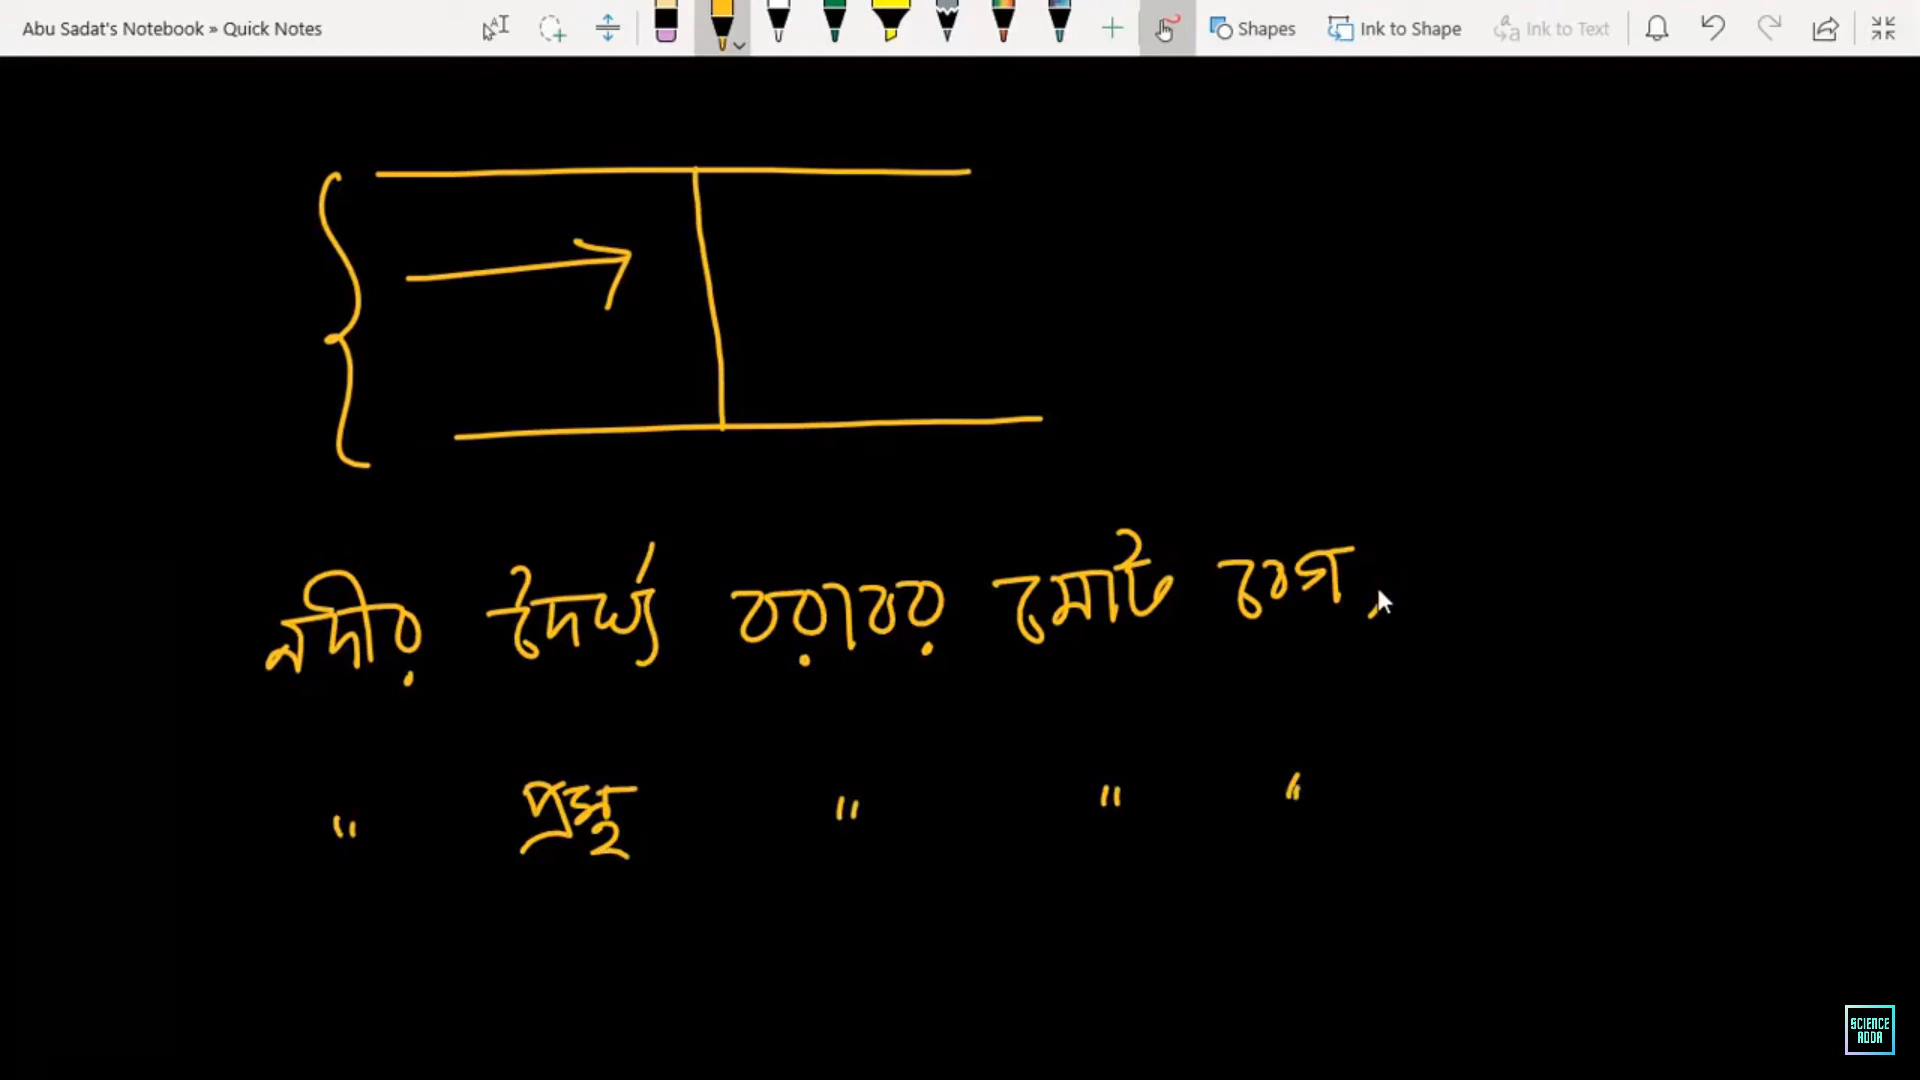 Abu Sadat's Notebook » Quick Notes Shapes Ink to Shape Ink to Text
নদীর দৈর্ঘ্য বরাবর মোট বেগ,
" প্রস্থ " " "
SCIENCE
ADDA